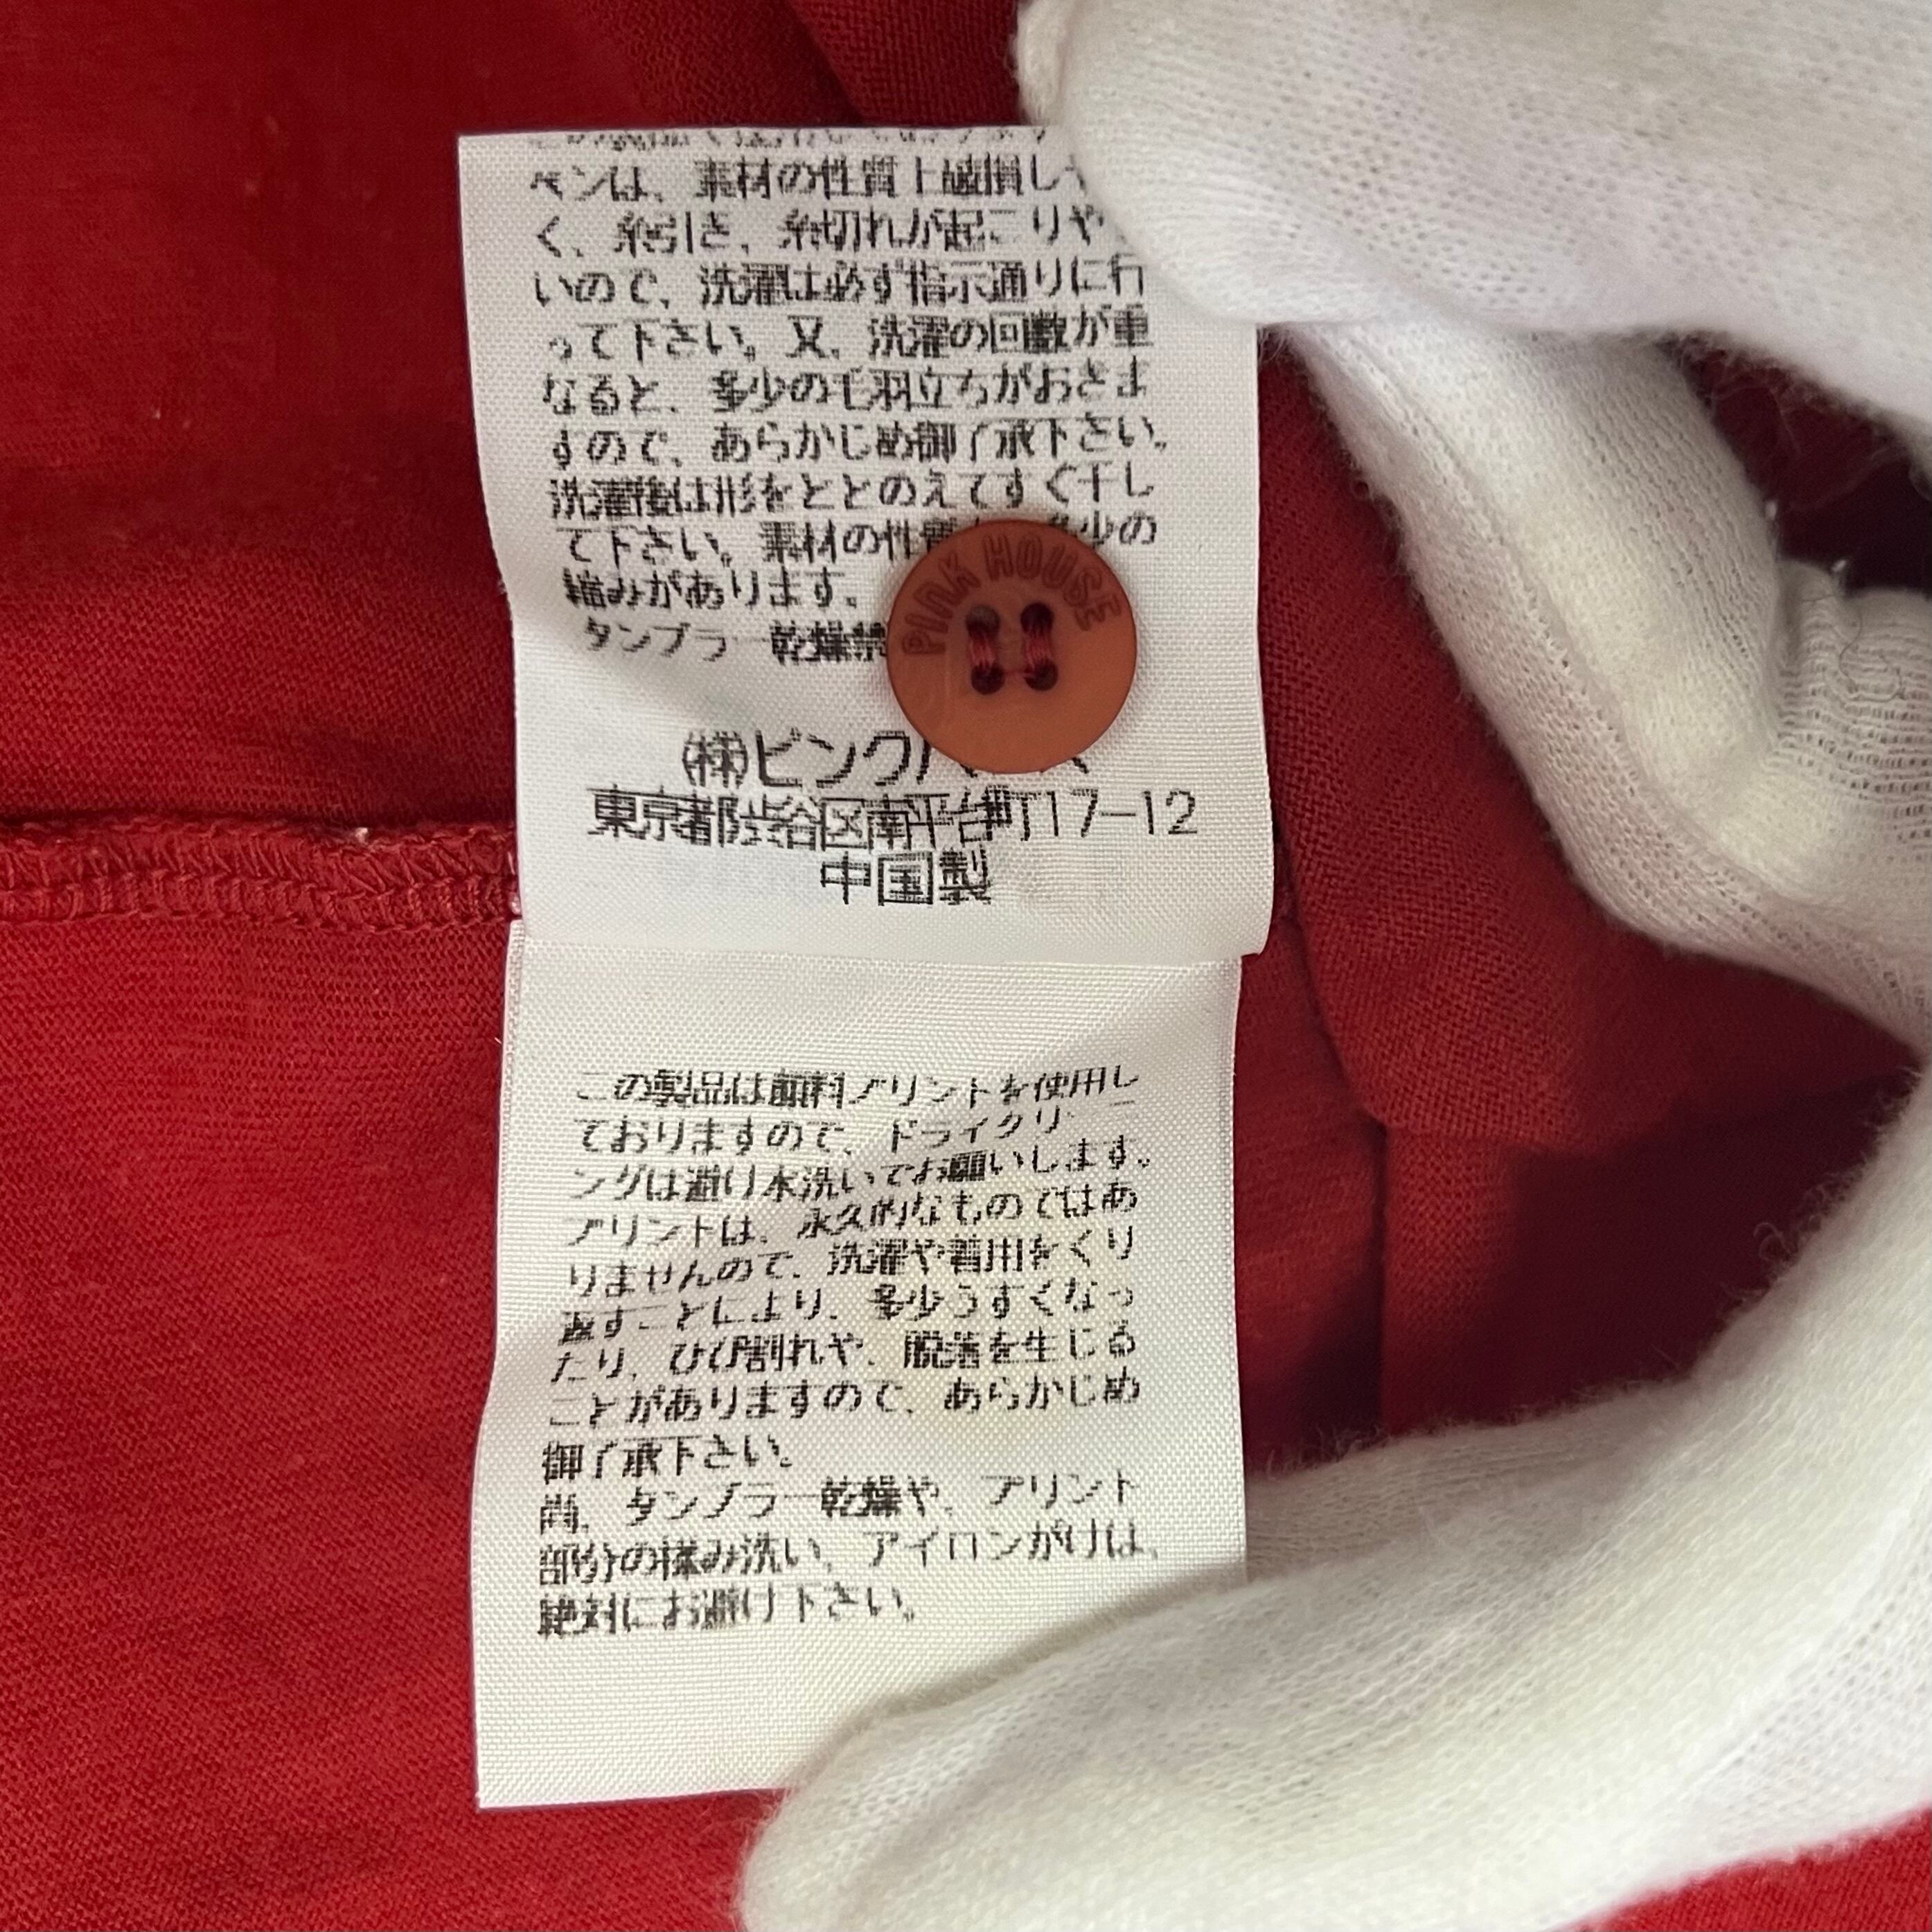 ペンは、素材の性質上破損し
く、糸引き、糸切れが起こりや
いので、洗濯は必ず指示通りに行
って下さい。又、洗濯の回数が重
なると、多少の毛羽立ちがおきま
すので、あらかじめ御了承下さい。
洗濯後は形をととのえてすぐ干し
て下さい。素材の性質 少の
縮みがあります。
タンブラー乾燥禁
PINK HOUSE
(株)ピンク
東京都渋谷区南平台町17-12
中国製
この製品は顔料プリントを使用し
ておりますので、ドライクリー
ングは避け水洗いでお願いします。
プリントは、永久的なものではあ
りませんので、洗濯や着用をくり
返すことにより、多少うすくなっ
たり、ひび割れや、脱落を生じる
ことがありますので、あらかじめ
御了承下さい。
尚、タンブラー乾燥や、プリント
部分の揉み洗い、アイロンがけは、
絶対にお避け下さい。